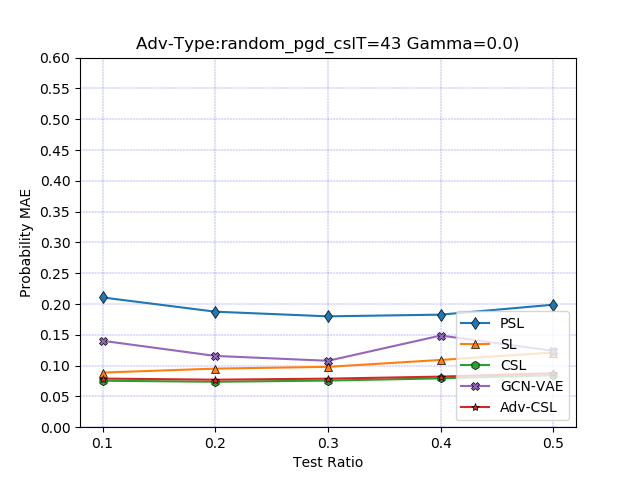 Adv-Type:random_pgd_cslT=43 Gamma=0.0)
0.60
0.55
0.50
0.45
0.40
0.35
0.30
0.25
0.20
0.15
0.10
0.05
0.00
Probability MAE
PSL
SL
CSL
GCN-VAE
Adv-CSL
0.1 0.2 0.3 0.4 0.5
Test Ratio